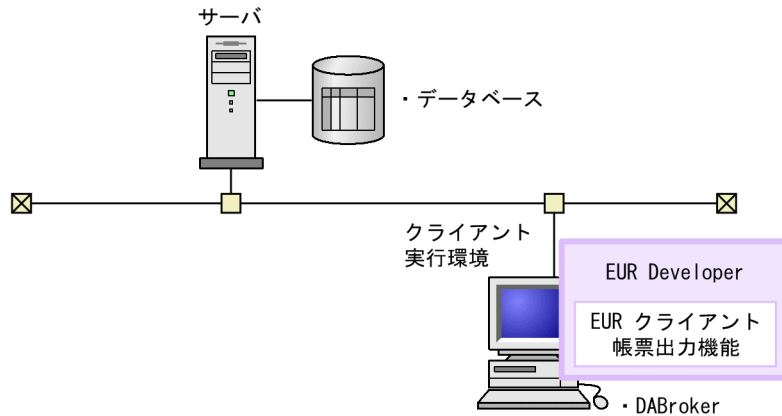 サーバ
・データベース
クライアント
実行環境
EUR Developer
EUR クライアント
帳票出力機能
・DABroker